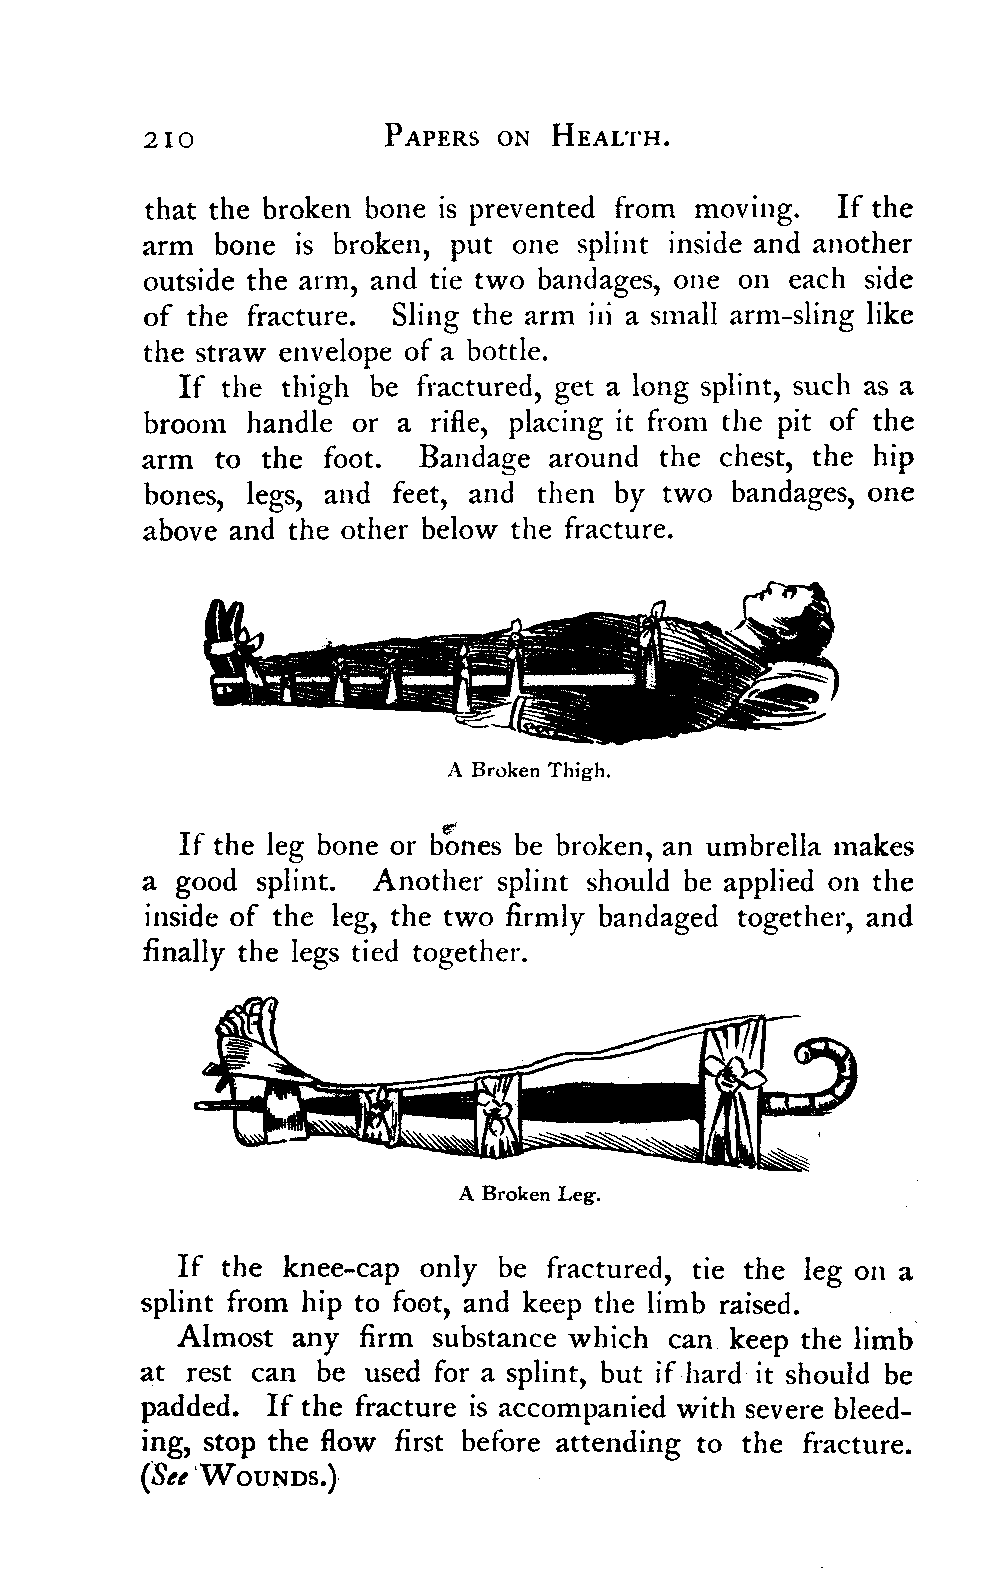 210 PAPERS ON HEALTH.
that the broken bone is prevented from moving. If the
arm bone is broken, put one splint inside and another
outside the arm, and tie two bandages, one on each side
of the fracture. Sling the arm in a small arm-sling like
the straw envelope of a bottle.
If the thigh be fractured, get a long splint, such as a
broom handle or a rifle, placing it from the pit of the
arm to the foot. Bandage around the chest, the hip
bones, legs, and feet, and then by two bandages, one
above and the other below the fracture.
A Broken Thigh.
If the leg bone or bones be broken, an umbrella makes
a good splint. Another splint should be applied on the
inside of the leg, the two firmly bandaged together, and
finally the legs tied together.
A Broken Leg.
If the knee-cap only be fractured, tie the leg on a
splint from hip to foot, and keep the limb raised.
Almost any firm substance which can keep the limb
at rest can be used for a splint, but if hard it should be
padded. If the fracture is accompanied with severe bleed-
ing, stop the flow first before attending to the fracture.
(See WOUNDS.)